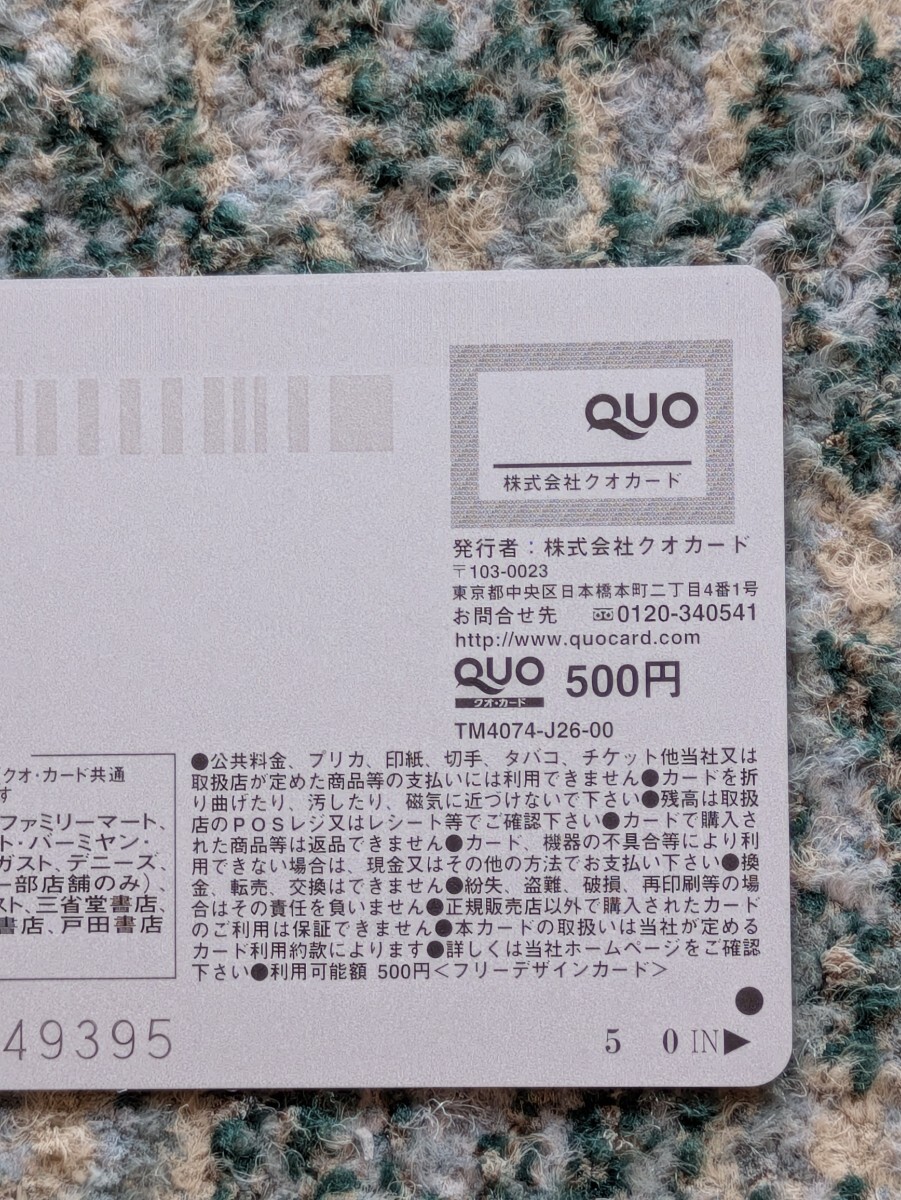 QUO
株式会社クオカード
発行者：株式会社クオカード
〒103-0023
東京都中央区日本橋本町二丁目4番1号
お問合せ先 0120-340541
http://www.quocard.com
QUO 500円
クオ・カード
TM4074-J26-00
クオ・カード共通
す
ファミリーマート、
ト・バーミヤン・
ガスト、デニーズ、
一部店舗のみ)、
スト、三省堂書店、
書店、戸田書店
●公共料金、プリカ、印紙、切手、タバコ、チケット他当社又は
取扱店が定めた商品等の支払いには利用できません●カードを折
り曲げたり、汚したり、磁気に近づけないで下さい●残高は取扱
店のPOSレジ又はレシート等でご確認下さい●カードで購入さ
れた商品等は返品できません●カード、機器の不具合等により利
用できない場合は、現金又はその他の方法でお支払い下さい●換
金、転売、交換はできません●紛失、盗難、破損、再印刷等の場
合はその責任を負いません●正規販売店以外で購入されたカード
のご利用は保証できません●本カードの取扱いは当社が定める
カード利用約款によります●詳しくは当社ホームページをご確認
下さい●利用可能額 500円<フリーデザインカード>
49395
5 0 IN▶